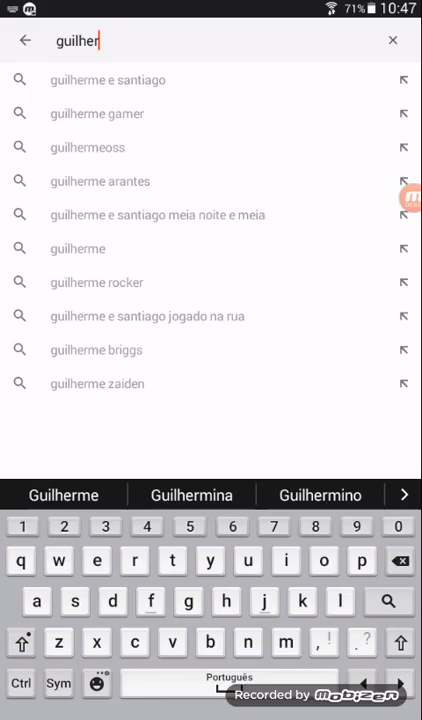 71% 10:47
guilher
guilherme e santiago
guilherme gamer
guilhermeoss
guilherme arantes
guilherme e santiago meia noite e meia
guilherme
guilherme rocker
guilherme e santiago jogado na rua
guilherme briggs
guilherme zaiden
Guilherme Guilhermina Guilhermino
1 2 3 4 5 6 7 8 9 0
q w e r t y u i o p
a s d f g h j k l
z x c v b n m , ! . ?
Ctrl Sym Português
Recorded by mobizen